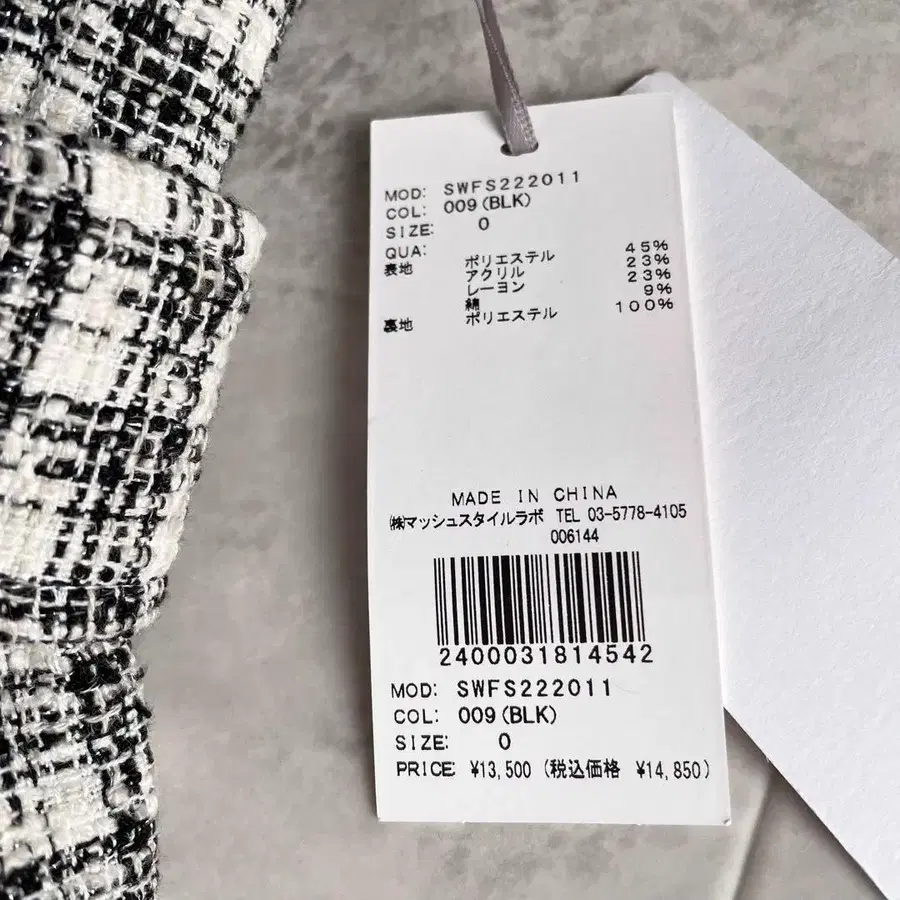 MOD: SWFS222011
COL: 009(BLK)
SIZE: 0
QUA:
表地 ポリエステル 45%
アクリル 23%
レーヨン 23%
綿 9%
裏地 ポリエステル 100%
MADE IN CHINA
㈱マッシュスタイルラボ TEL 03-5778-4105
006144
2400031814542
MOD: SWFS222011
COL: 009(BLK)
SIZE: 0
PRICE: ¥13,500 (税込価格 ¥14,850)